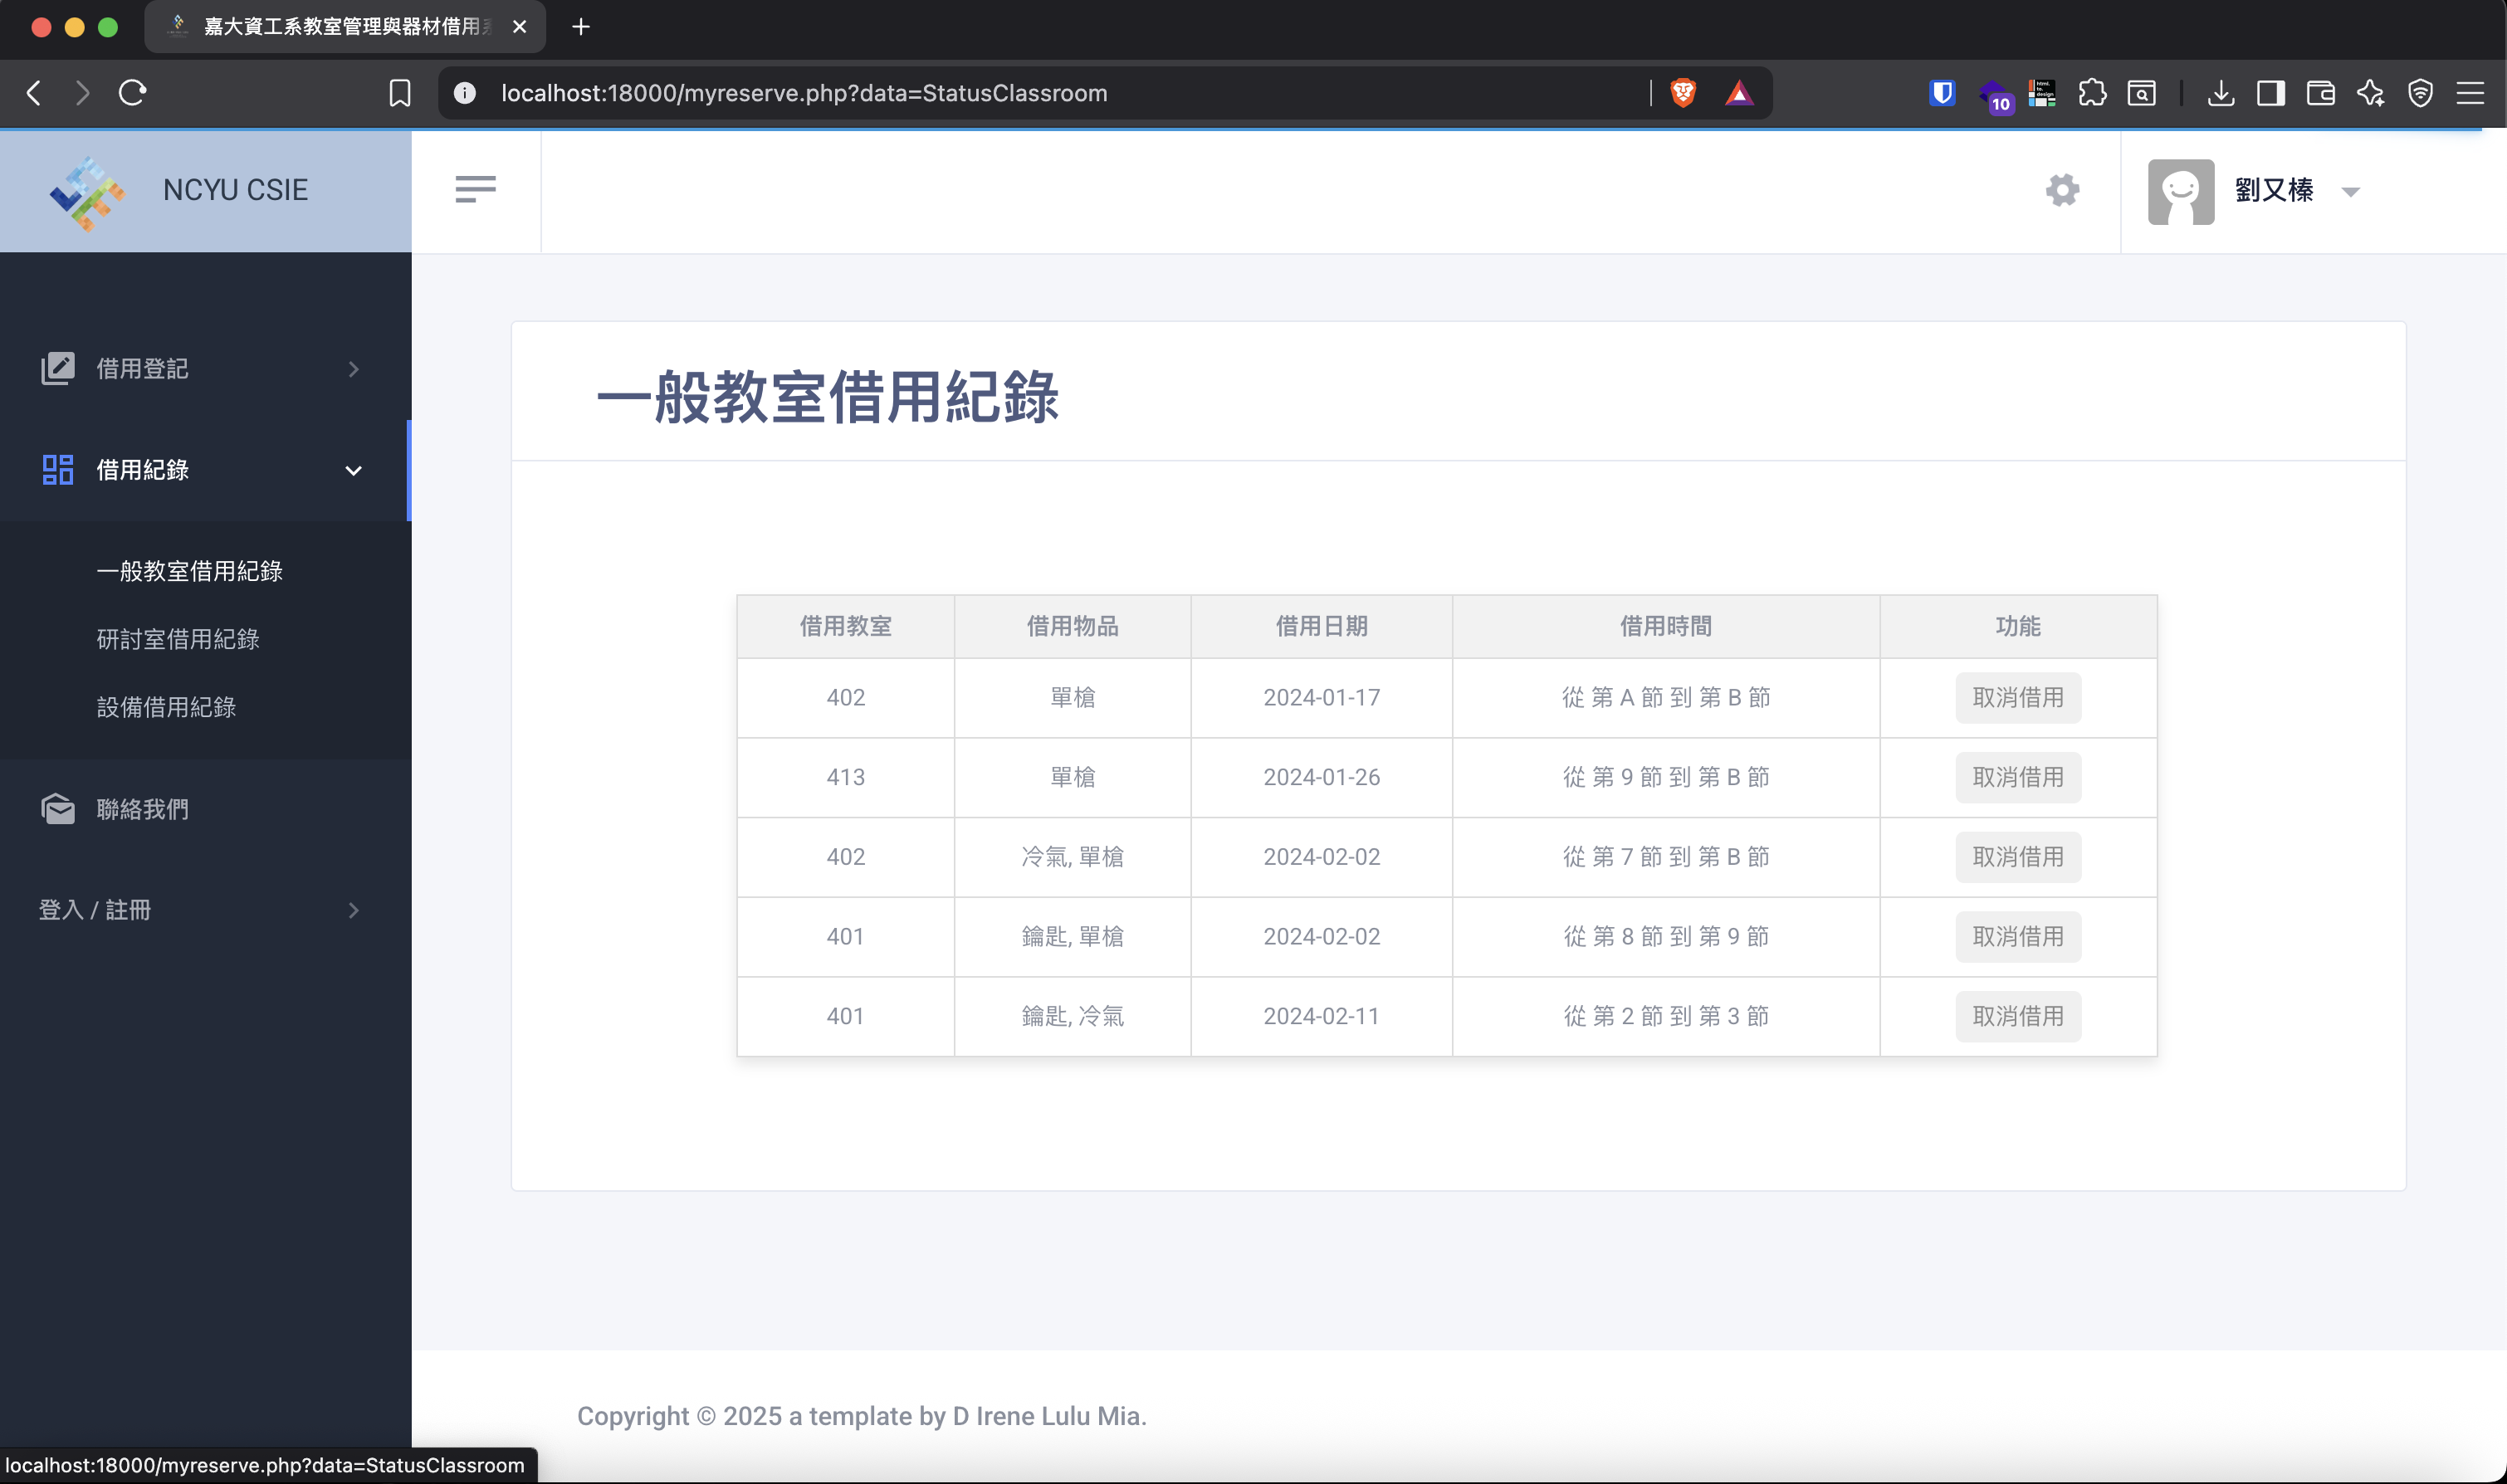 嘉大資工系教室管理與器材借用
localhost:18000/myreserve.php?data=StatusClassroom
10
NCYU CSIE
劉又榛
借用登記
借用紀錄
一般教室借用紀錄
研討室借用紀錄
設備借用紀錄
聯絡我們
登入 / 註冊
一般教室借用紀錄
借用教室 借用物品 借用日期 借用時間 功能
402 單槍 2024-01-17 從 第 A 節 到 第 B 節 取消借用
413 單槍 2024-01-26 從 第 9 節 到 第 B 節 取消借用
402 冷氣, 單槍 2024-02-02 從 第 7 節 到 第 B 節 取消借用
401 鑰匙, 單槍 2024-02-02 從 第 8 節 到 第 9 節 取消借用
401 鑰匙, 冷氣 2024-02-11 從 第 2 節 到 第 3 節 取消借用
Copyright © 2025 a template by D Irene Lulu Mia.
localhost:18000/myreserve.php?data=StatusClassroom